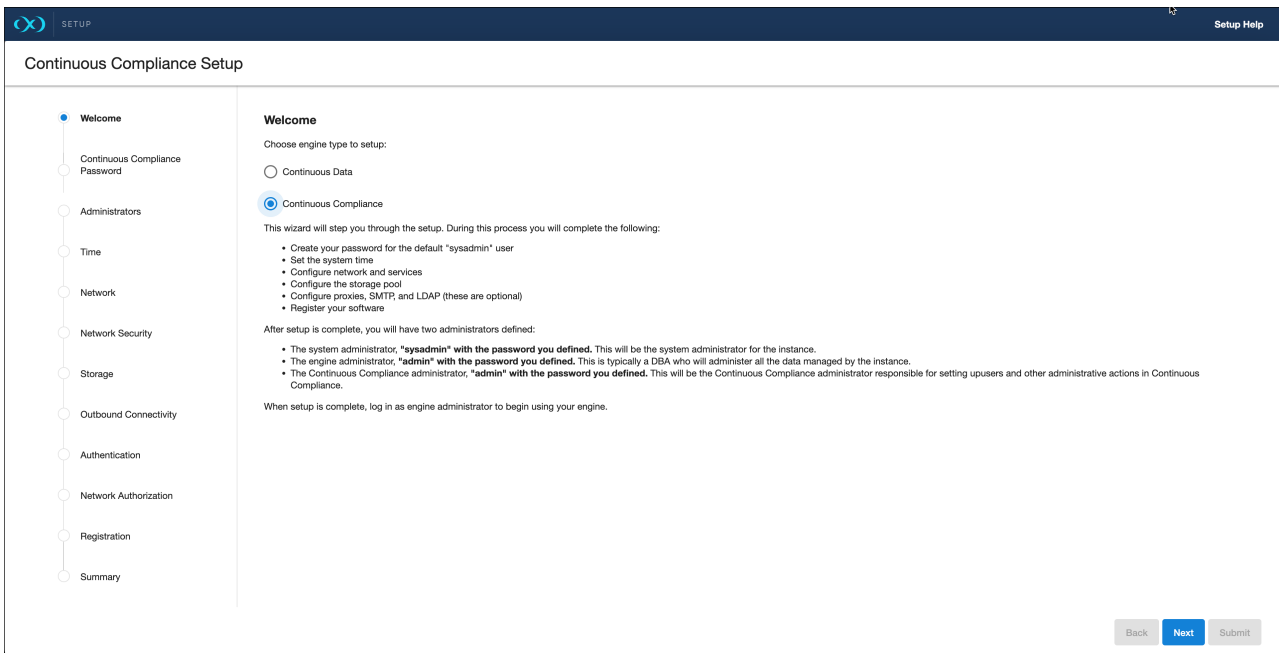 SETUP
Setup Help
Continuous Compliance Setup
Welcome
Continuous Compliance
Password
Administrators
Time
Network
Network Security
Storage
Outbound Connectivity
Authentication
Network Authorization
Registration
Summary
Welcome
Choose engine type to setup:
Continuous Data
Continuous Compliance
This wizard will step you through the setup. During this process you will complete the following:
• Create your password for the default "sysadmin" user
• Set the system time
• Configure network and services
• Configure the storage pool
• Configure proxies, SMTP, and LDAP (these are optional)
• Register your software
After setup is complete, you will have two administrators defined:
• The system administrator, "sysadmin" with the password you defined. This will be the system administrator for the instance.
• The engine administrator, "admin" with the password you defined. This is typically a DBA who will administer all the data managed by the instance.
• The Continuous Compliance administrator, "admin" with the password you defined. This will be the Continuous Compliance administrator responsible for setting upusers and other administrative actions in Continuous
Compliance.
When setup is complete, log in as engine administrator to begin using your engine.
Back
Next
Submit